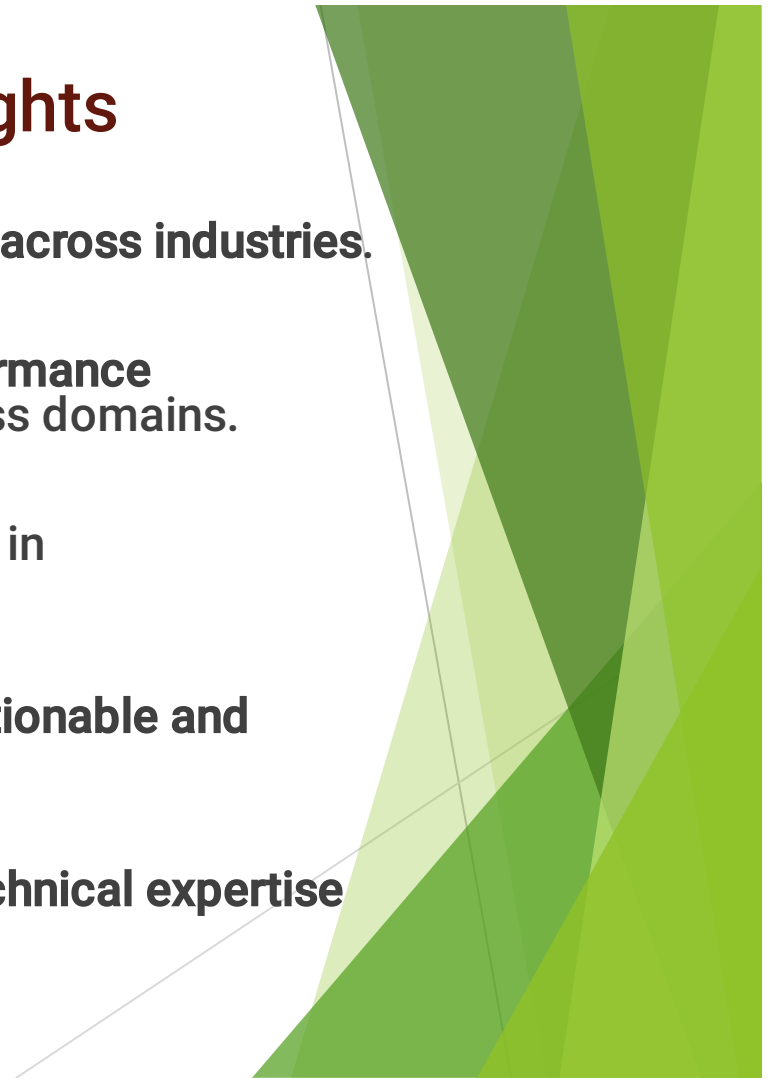 ghts
across industries.
rmance
ss domains.
in
tionable and
chnical expertise